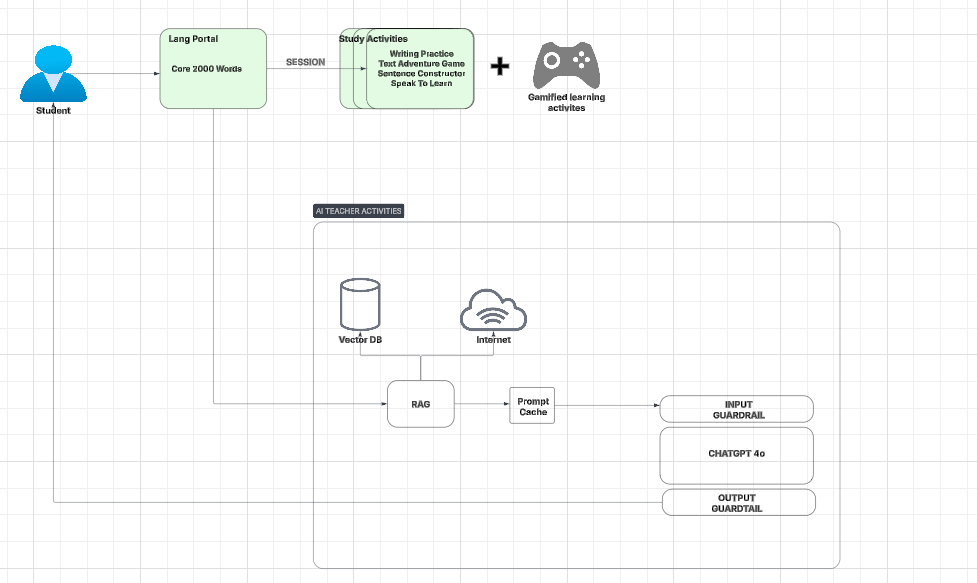 Lang Portal
Core 2000 Words
Student
SESSION
Study Activities
Writing Practice
Text Adventure Game
Sentence Constructor
Speak To Learn
Gamified learning
activites
AI TEACHER ACTIVITIES
Vector DB
Internet
RAG
Prompt
Cache
INPUT
GUARDRAIL
CHATGPT 4o
OUTPUT
GUARDTAIL